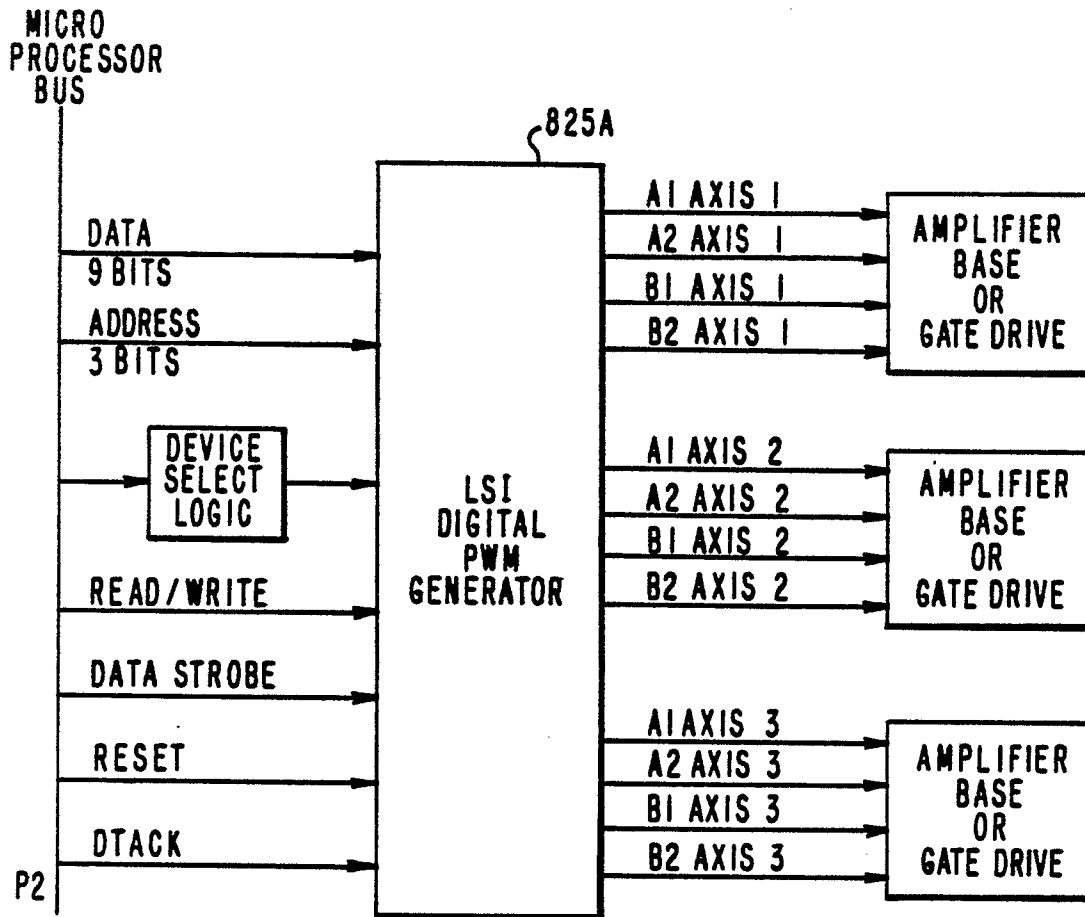 MICRO
PROCESSOR
BUS
825A
DATA
9 BITS
ADDRESS
3 BITS
DEVICE
SELECT
LOGIC
READ/WRITE
DATA STROBE
RESET
DTACK
P2
LSI
DIGITAL
PWM
GENERATOR
A1 AXIS 1
A2 AXIS 1
B1 AXIS 1
B2 AXIS 1
AMPLIFIER
BASE
OR
GATE DRIVE
A1 AXIS 2
A2 AXIS 2
B1 AXIS 2
B2 AXIS 2
AMPLIFIER
BASE
OR
GATE DRIVE
A1 AXIS 3
A2 AXIS 3
B1 AXIS 3
B2 AXIS 3
AMPLIFIER
BASE
OR
GATE DRIVE